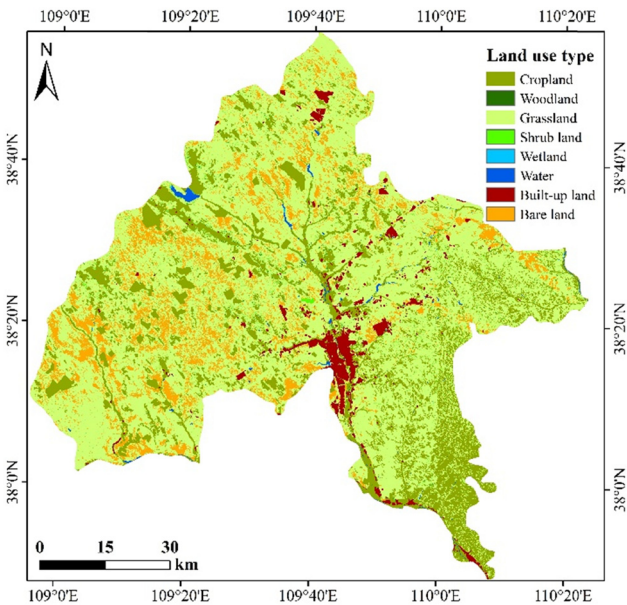 109°0'E 109°20'E 109°40'E 110°0'E 110°20'E
N
Land use type
Cropland
Woodland
Grassland
Shrub land
Wetland
Water
Built-up land
Bare land
38°40'N 38°40'N
38°20'N 38°20'N
38°0'N 38°0'N
0 15 30
km
109°0'E 109°20'E 109°40'E 110°0'E 110°20'E